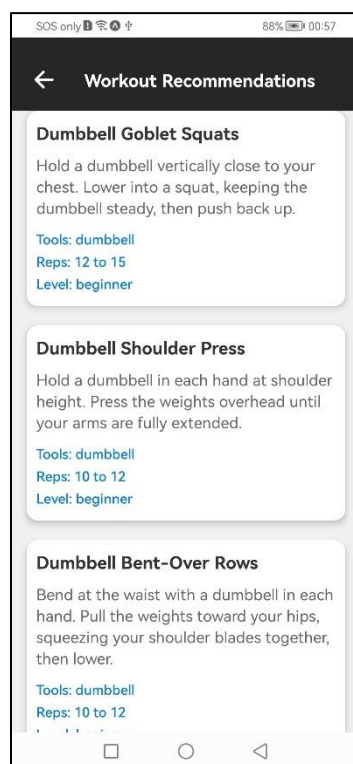 SOS only 88% 00:57
Workout Recommendations
Dumbbell Goblet Squats
Hold a dumbbell vertically close to your
chest. Lower into a squat, keeping the
dumbbell steady, then push back up.
Tools: dumbbell
Reps: 12 to 15
Level: beginner
Dumbbell Shoulder Press
Hold a dumbbell in each hand at shoulder
height. Press the weights overhead until
your arms are fully extended.
Tools: dumbbell
Reps: 10 to 12
Level: beginner
Dumbbell Bent-Over Rows
Bend at the waist with a dumbbell in each
hand. Pull the weights toward your hips,
squeezing your shoulder blades together,
then lower.
Tools: dumbbell
Reps: 10 to 12